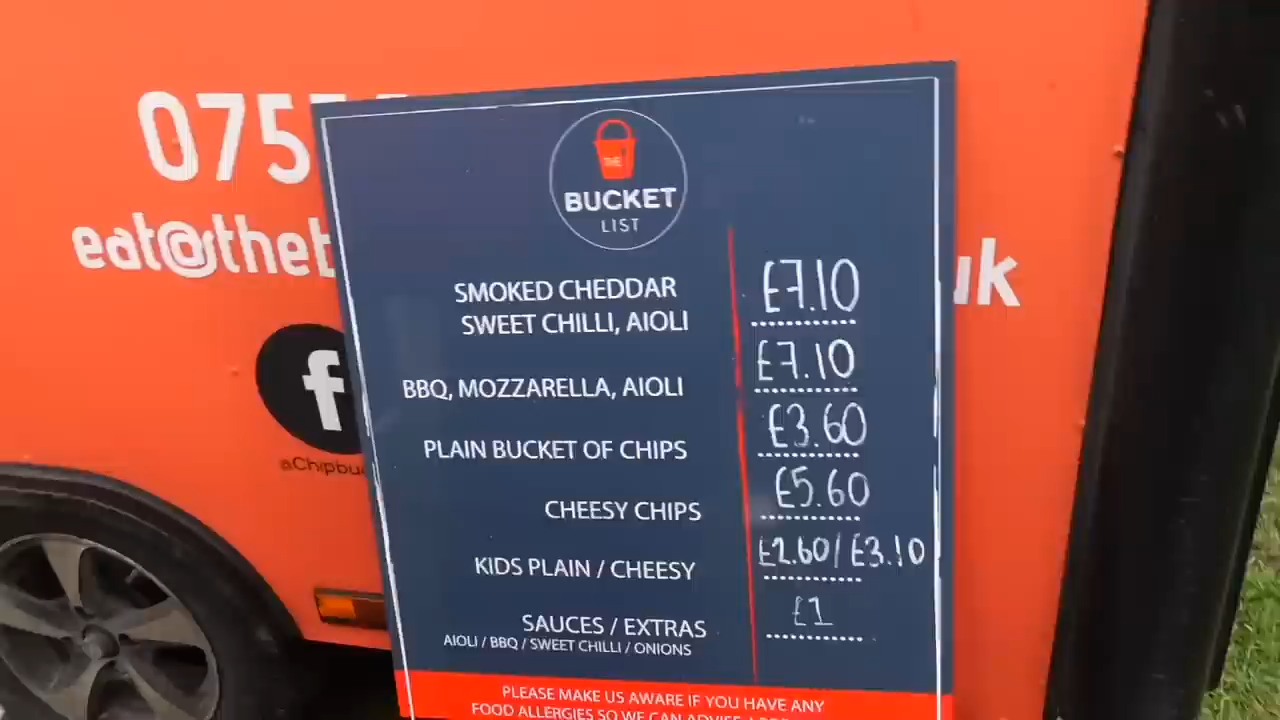 075
eat@theb
uk
f
@Chipbu
THE
BUCKET
LIST
SMOKED CHEDDAR
SWEET CHILLI, AIOLI £7.10
BBQ, MOZZARELLA, AIOLI £7.10
PLAIN BUCKET OF CHIPS £3.60
CHEESY CHIPS £5.60
KIDS PLAIN / CHEESY £2.60/£3.10
SAUCES / EXTRAS £1
AIOLI / BBQ / SWEET CHILLI / ONIONS
PLEASE MAKE US AWARE IF YOU HAVE ANY
FOOD ALLERGIES SO WE CAN ADVISE